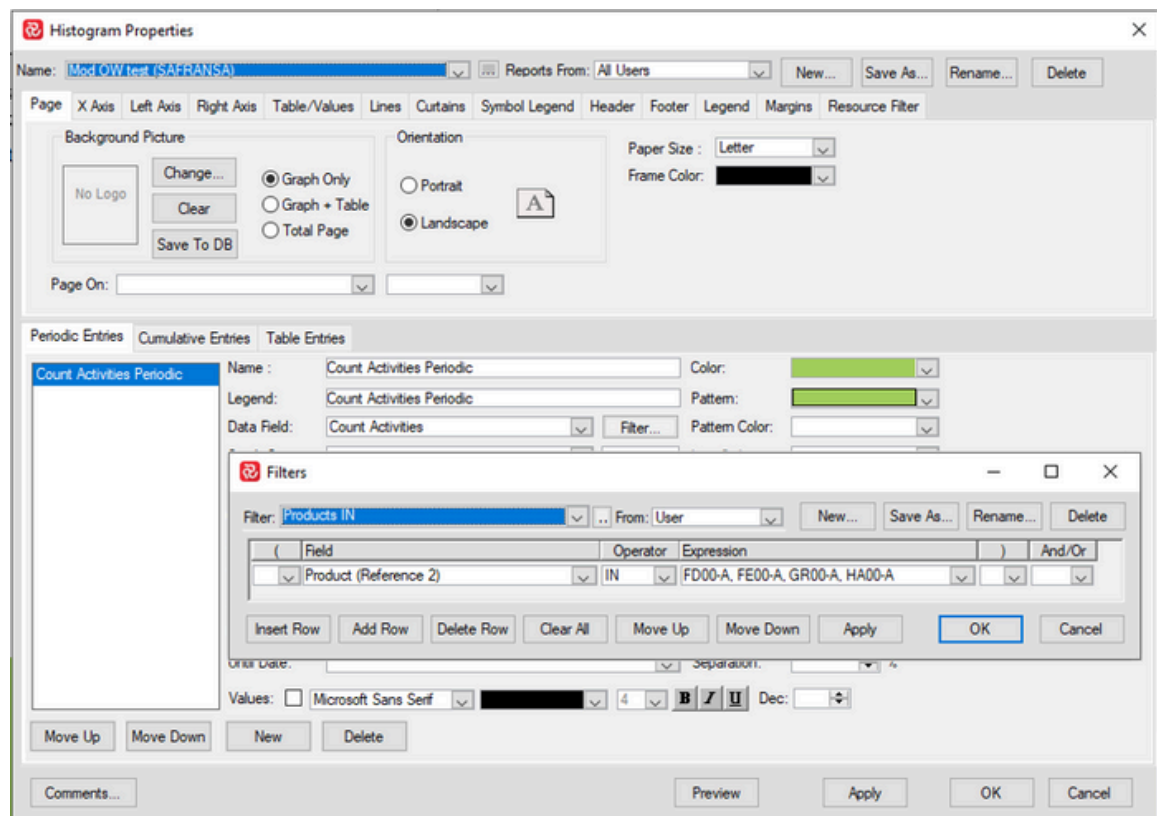 Histogram Properties
Name: Mod OW test (SAFRANSA) Reports From: All Users New... Save As... Rename... Delete
Page X Axis Left Axis Right Axis Table/Values Lines Curtains Symbol Legend Header Footer Legend Margins Resource Filter
Background Picture Orientation
Paper Size : Letter
No Logo Change... Graph Only Portrait Frame Color:
Clear Graph + Table A
Save To DB Total Page Landscape
Page On:
Periodic Entries Cumulative Entries Table Entries
Count Activities Periodic Name : Count Activities Periodic Color:
Legend: Count Activities Periodic Pattern:
Data Field: Count Activities Filter... Pattern Color:
Filters
Filter: Products IN .. From: User New... Save As... Rename... Delete
( Field Operator Expression ) And/Or
Product (Reference 2) IN FD00-A, FE00-A, GR00-A, HA00-A
Insert Row Add Row Delete Row Clear All Move Up Move Down Apply OK Cancel
Until Date: Separation: %
Values: Microsoft Sans Serif 4 B I U Dec:
Move Up Move Down New Delete
Comments... Preview Apply OK Cancel